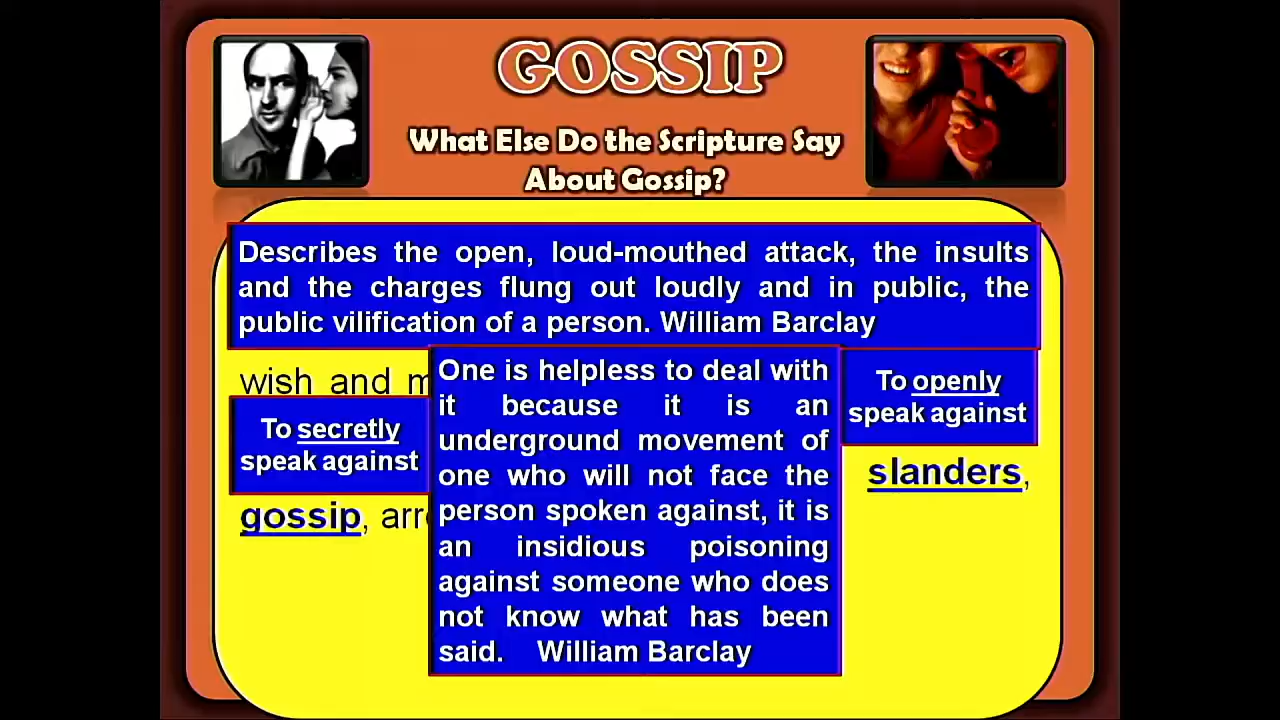 GOSSIP
What Else Do the Scripture Say
About Gossip?
Describes the open, loud-mouthed attack, the insults
and the charges flung out loudly and in public, the
public vilification of a person. William Barclay
wish and
To openly
speak against
To secretly
speak against
One is helpless to deal with
it because it is an
underground movement of
one who will not face the
person spoken against, it is
an insidious poisoning
against someone who does
not know what has been
said. William Barclay
slanders,
gossip,